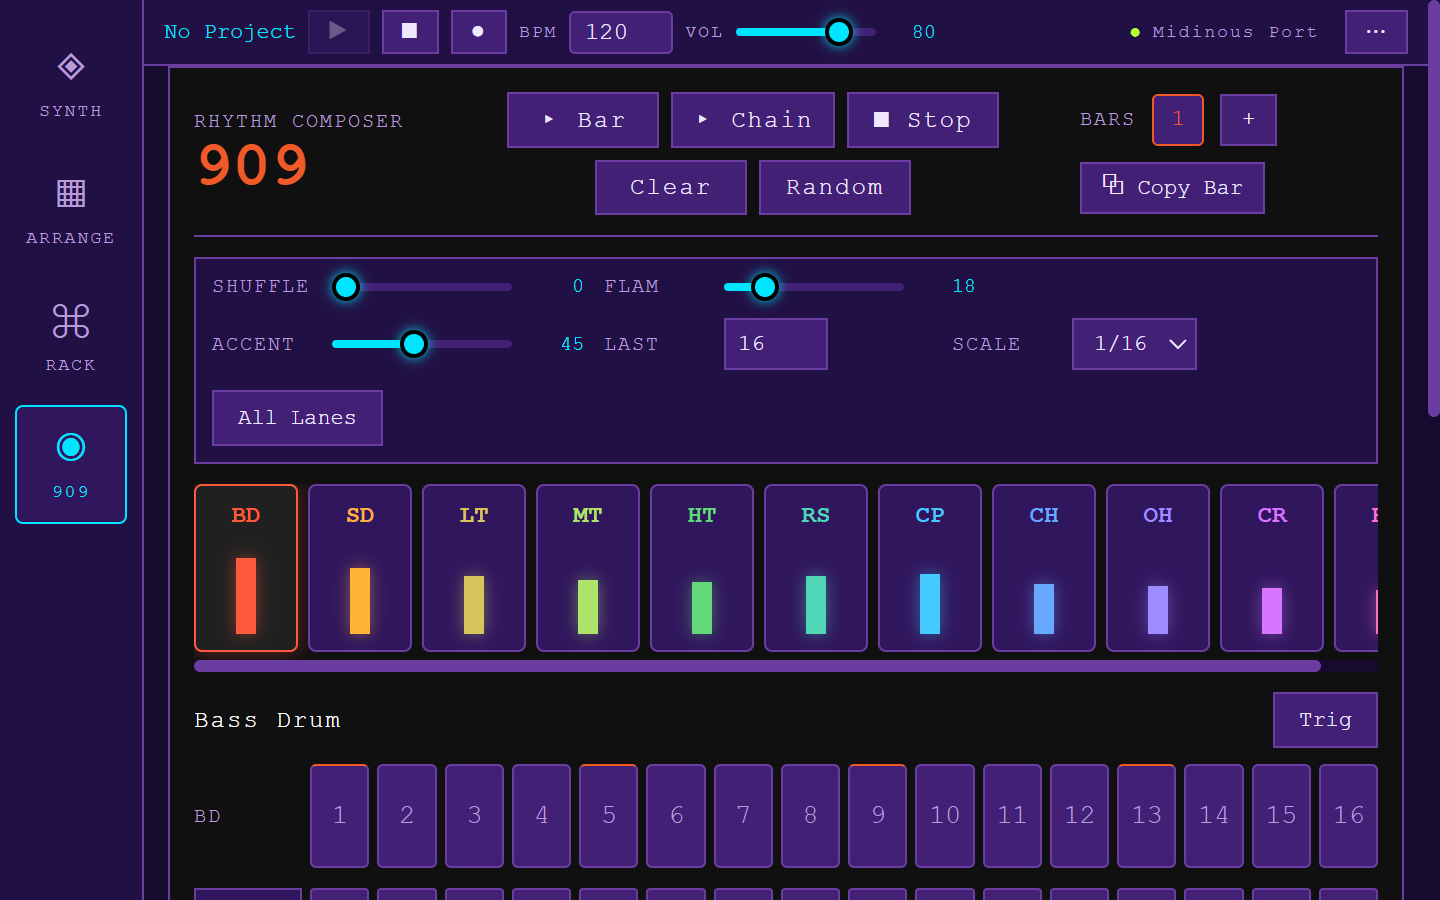 No Project BPM 120 VOL 80 Midinous Port ...
SYNTH
ARRANGE
RACK
909
RHYTHM COMPOSER
909
Bar Chain Stop
Clear Random
BARS 1 +
Copy Bar
SHUFFLE 0 FLAM 18
ACCENT 45 LAST 16 SCALE 1/16
All Lanes
BD SD LT MT HT RS CP CH OH CR
Bass Drum Trig
BD 1 2 3 4 5 6 7 8 9 10 11 12 13 14 15 16